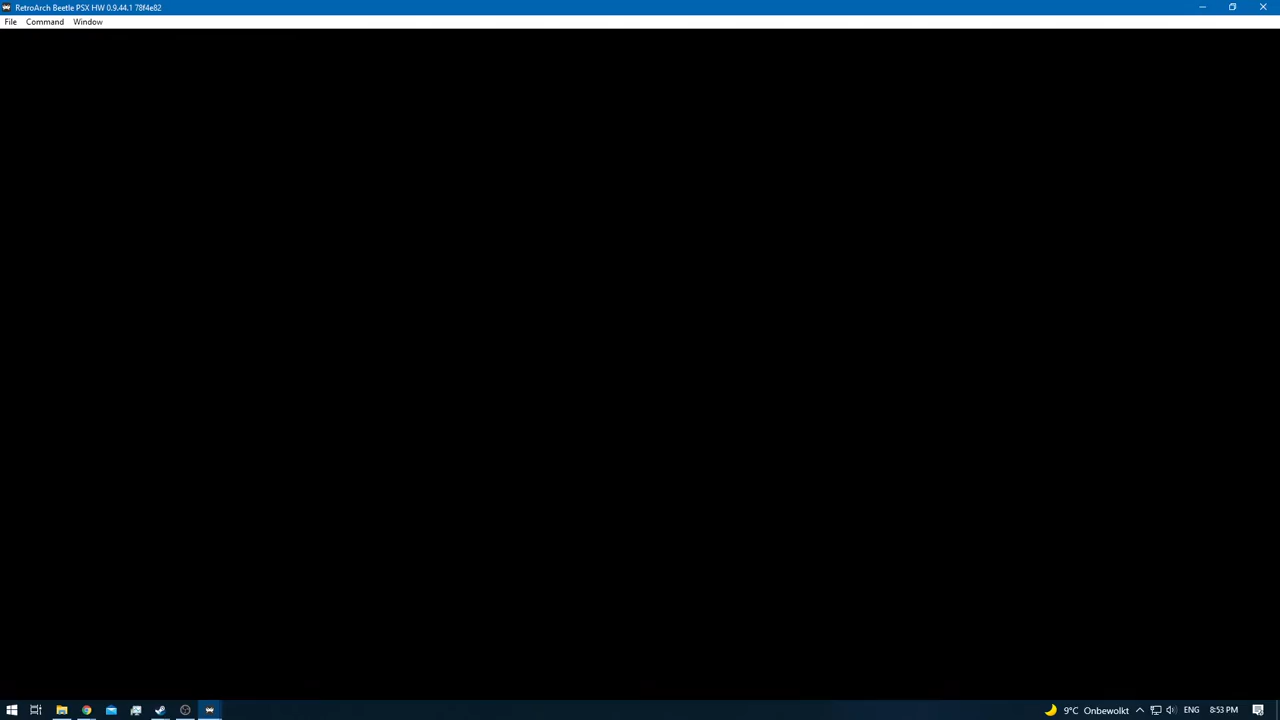 RetroArch Beetle PSX HW 0.9.44.1 78f4e82
File Command Window
9°C Onbewolkt ENG 8:53 PM